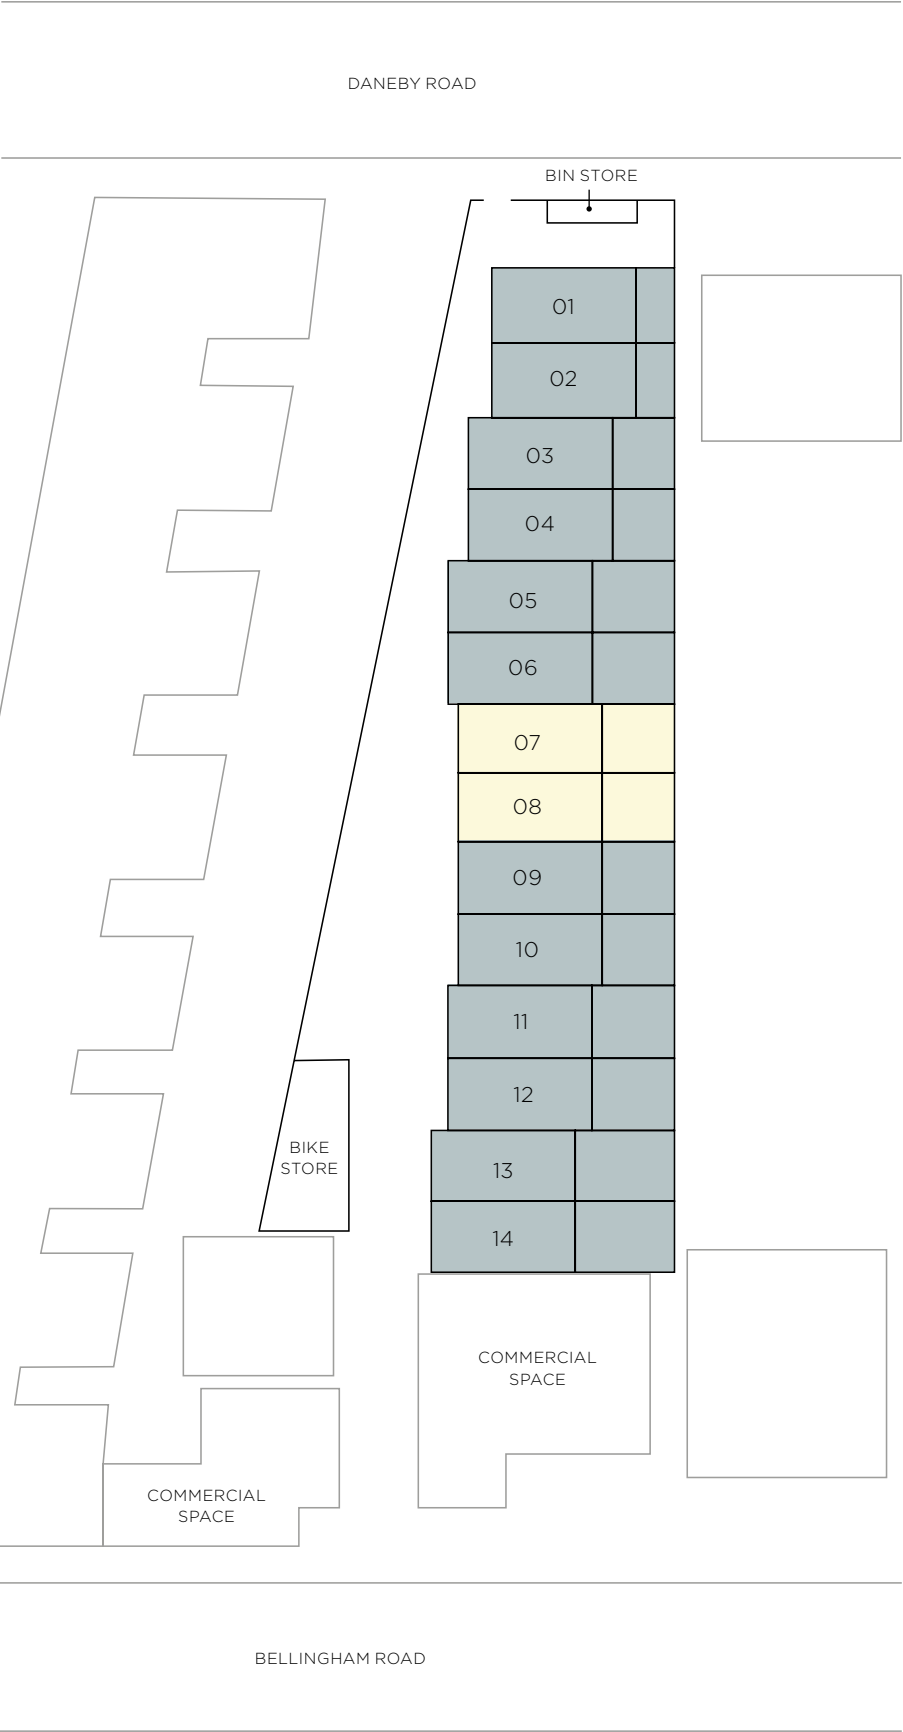 DANEBY ROAD
BIN STORE
01
02
03
04
05
06
07
08
09
10
11
12
BIKE
STORE
13
14
COMMERCIAL
SPACE
COMMERCIAL
SPACE
BELLINGHAM ROAD